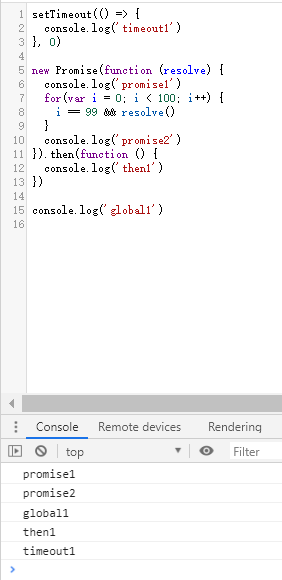 1 setTimeout(() => {
2   console.log('timeout1')
3 }, 0)
4
5 new Promise(function (resolve) {
6   console.log('promise1')
7   for(var i = 0; i < 100; i++) {
8     i == 99 && resolve()
9   }
10   console.log('promise2')
11 }).then(function () {
12   console.log('then1')
13 })
14
15 console.log('global1')
16
Console Remote devices Rendering
top Filter
promise1
promise2
global1
then1
timeout1
>